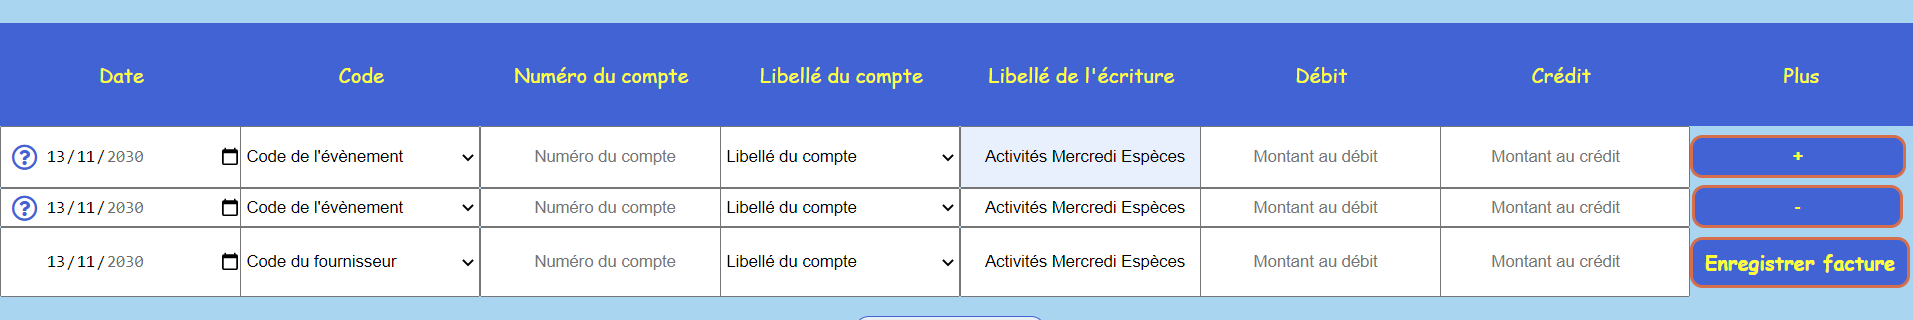 Date Code Numéro du compte Libellé du compte Libellé de l'écriture Débit Crédit Plus
? 13/11/2030 Code de l'évènement Numéro du compte Libellé du compte Activités Mercredi Espèces Montant au débit Montant au crédit +
? 13/11/2030 Code de l'évènement Numéro du compte Libellé du compte Activités Mercredi Espèces Montant au débit Montant au crédit -
13/11/2030 Code du fournisseur Numéro du compte Libellé du compte Activités Mercredi Espèces Montant au débit Montant au crédit Enregistrer facture